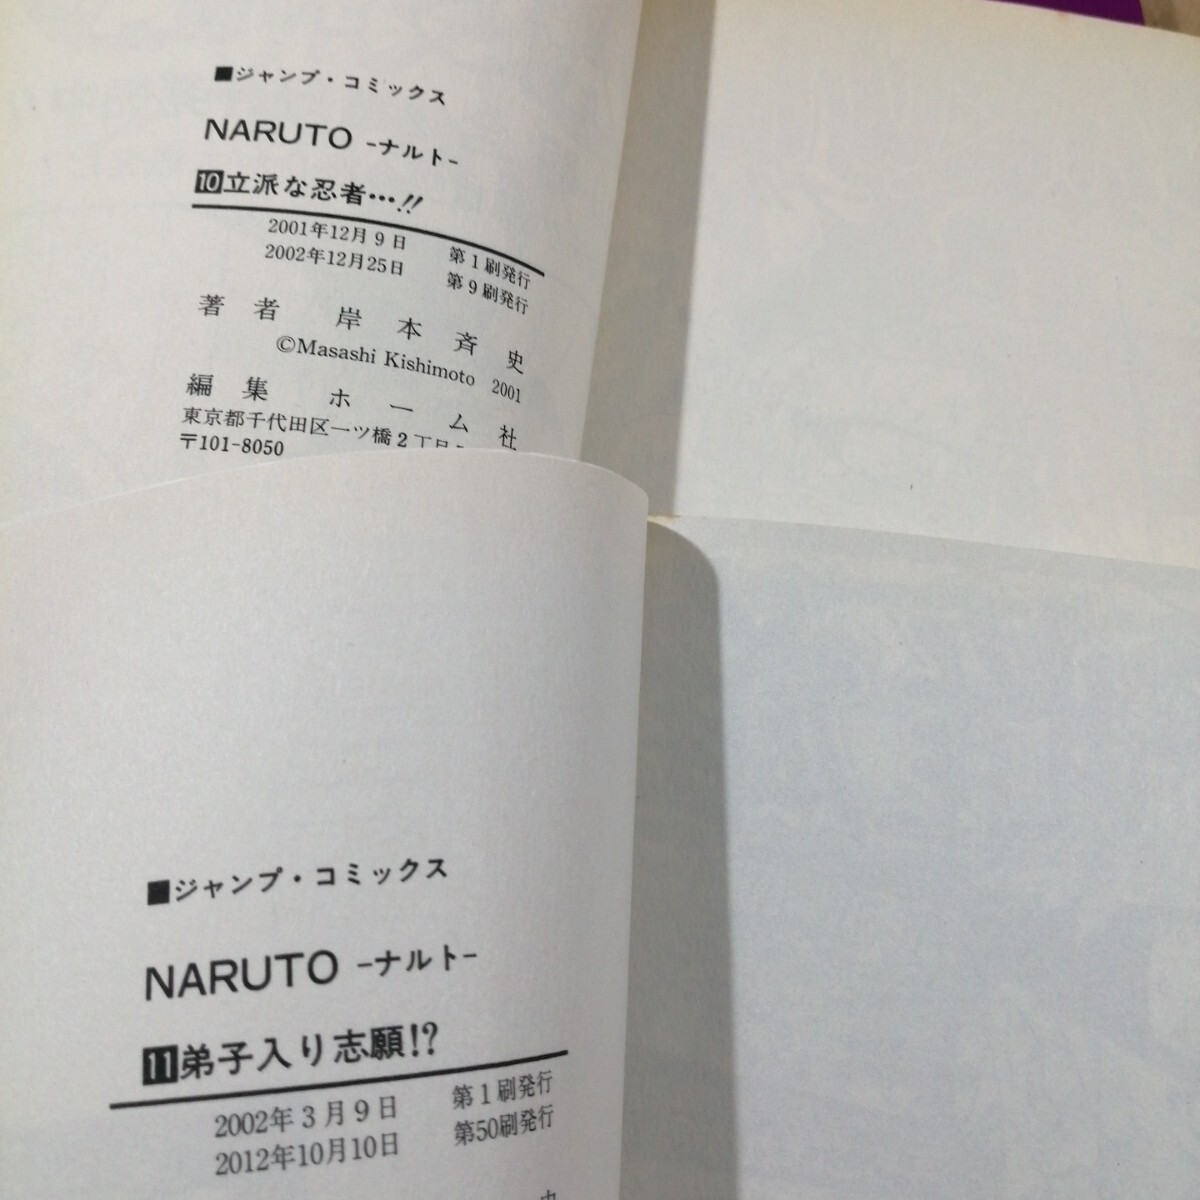 ■ジャンプ・コミックス
NARUTO -ナルト-
10立派な忍者…!!
2001年12月9日 第1刷発行
2002年12月25日 第9刷発行
著者 岸本斉史
©Masashi Kishimoto 2001
編集 ホーム社
東京都千代田区一ツ橋2丁目
〒101-8050
■ジャンプ・コミックス
NARUTO -ナルト-
11弟子入り志願!?
2002年3月9日 第1刷発行
2012年10月10日 第50刷発行